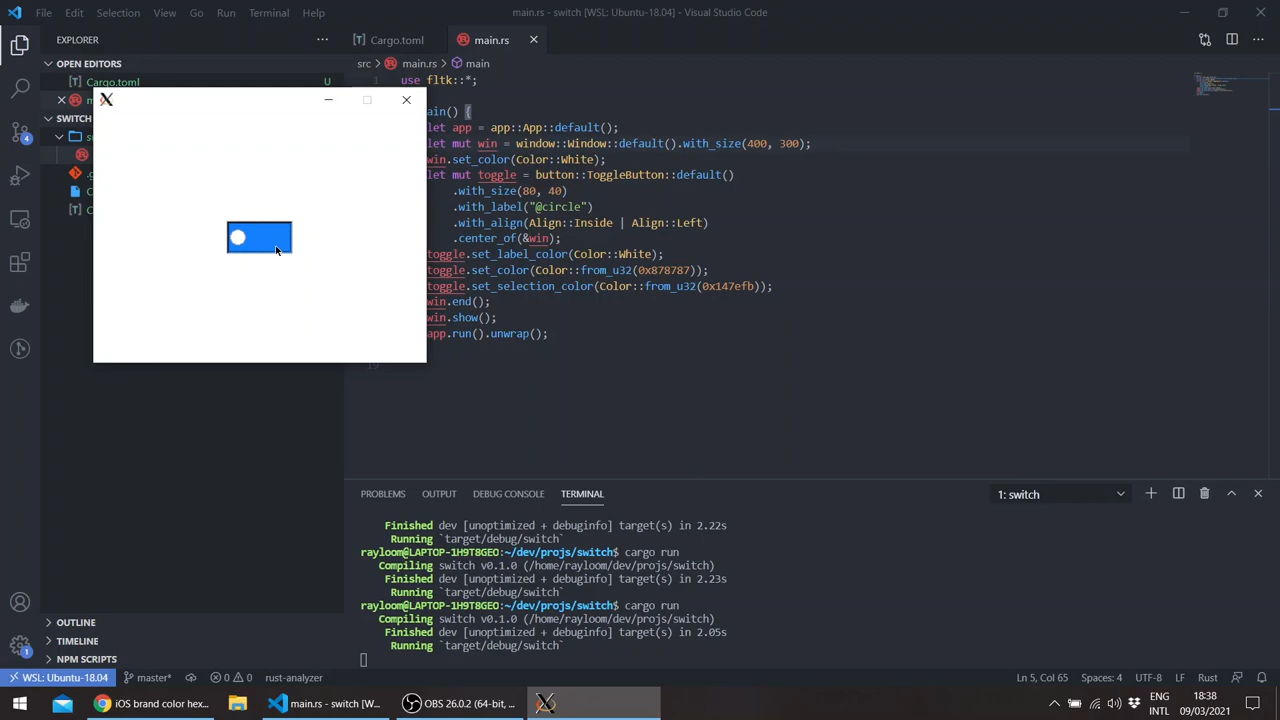 File Edit Selection View Go Run Terminal Help
main.rs - switch [WSL: Ubuntu-18.04] - Visual Studio Code
EXPLORER
OPEN EDITORS
Cargo.toml U
SWITCH
OUTLINE
TIMELINE
NPM SCRIPTS
4
1
Cargo.toml
main.rs
src > main.rs > main
1 use fltk::*;
ain() {
let app = app::App::default();
let mut win = window::Window::default().with_size(400, 300);
win.set_color(Color::White);
let mut toggle = button::ToggleButton::default()
.with_size(80, 40)
.with_label("@circle")
.with_align(Align::Inside | Align::Left)
.center_of(&win);
toggle.set_label_color(Color::White);
toggle.set_color(Color::from_u32(0x878787));
toggle.set_selection_color(Color::from_u32(0x147efb));
win.end();
win.show();
app.run().unwrap();
19
PROBLEMS OUTPUT DEBUG CONSOLE TERMINAL
1: switch
Finished dev [unoptimized + debuginfo] target(s) in 2.22s
Running `target/debug/switch`
rayloom@LAPTOP-1H9T8GEO:~/dev/projs/switch$ cargo run
Compiling switch v0.1.0 (/home/rayloom/dev/projs/switch)
Finished dev [unoptimized + debuginfo] target(s) in 2.23s
Running `target/debug/switch`
rayloom@LAPTOP-1H9T8GEO:~/dev/projs/switch$ cargo run
Compiling switch v0.1.0 (/home/rayloom/dev/projs/switch)
Finished dev [unoptimized + debuginfo] target(s) in 2.05s
Running `target/debug/switch`
WSL: Ubuntu-18.04 master* 0 0 rust-analyzer
Ln 5, Col 65 Spaces: 4 UTF-8 LF Rust
iOS brand color hex...
main.rs - switch [W...
OBS 26.0.2 (64-bit, ...
ENG
INTL
18:38
09/03/2021